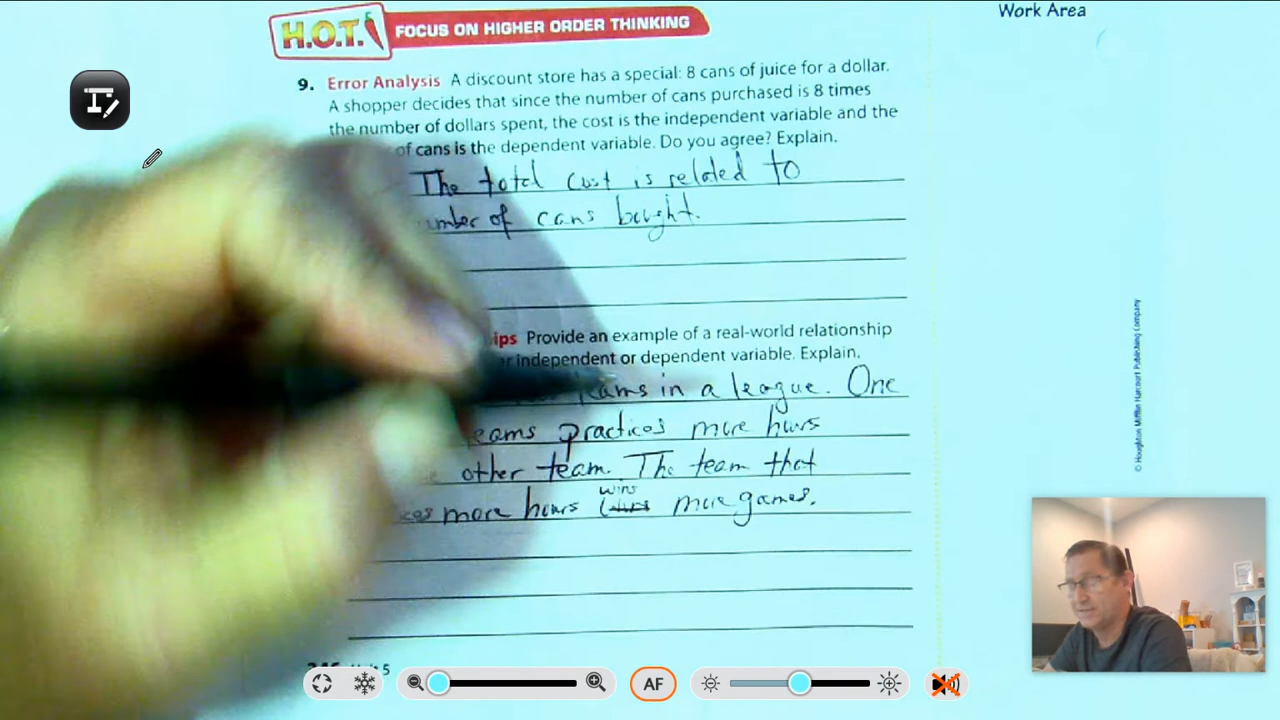 Work Area
H.O.T. FOCUS ON HIGHER ORDER THINKING
9. Error Analysis A discount store has a special: 8 cans of juice for a dollar.
A shopper decides that since the number of cans purchased is 8 times
the number of dollars spent, the cost is the independent variable and the
of cans is the dependent variable. Do you agree? Explain.
The total cost is related to
umber of cans bought.
ips Provide an example of a real-world relationship
independent or dependent variable. Explain.
teams in a league. One
teams practices more hours
other team. The team that
more hours wins more games.
5
© Houghton Mifflin Harcourt Publishing Company
AF